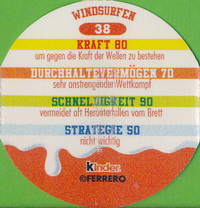 WINDSURFEN
38
KRAFT 80
um gegen die Kraft der Wellen zu bestehen
DURCHHALTEVERMÖGEN 70
sehr anstrengender Wettkampf
SCHNELLIGKEIT 90
vermeidet oft Herunterfallen vom Brett
STRATEGIE 50
nicht wichtig
kinder
©FERRERO